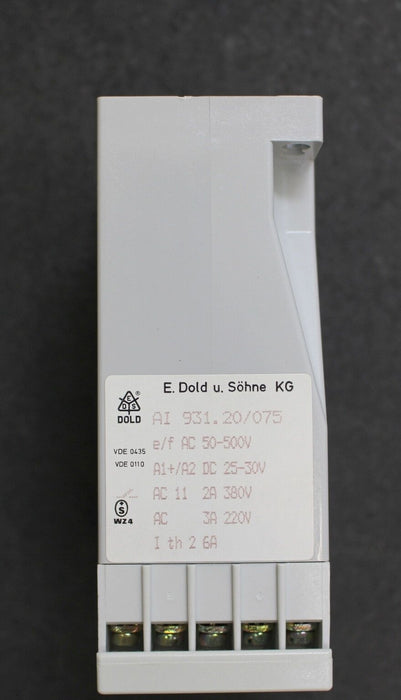 E. Dold u. Söhne KG
E
D S
®
DOLD
AI 931.20/075
e/f AC 50-500V
VDE 0435
VDE 0110
A1+/A2 DC 25-30V
AC 11 2A 380V
S
WZ4
AC 3A 220V
I th 2 6A